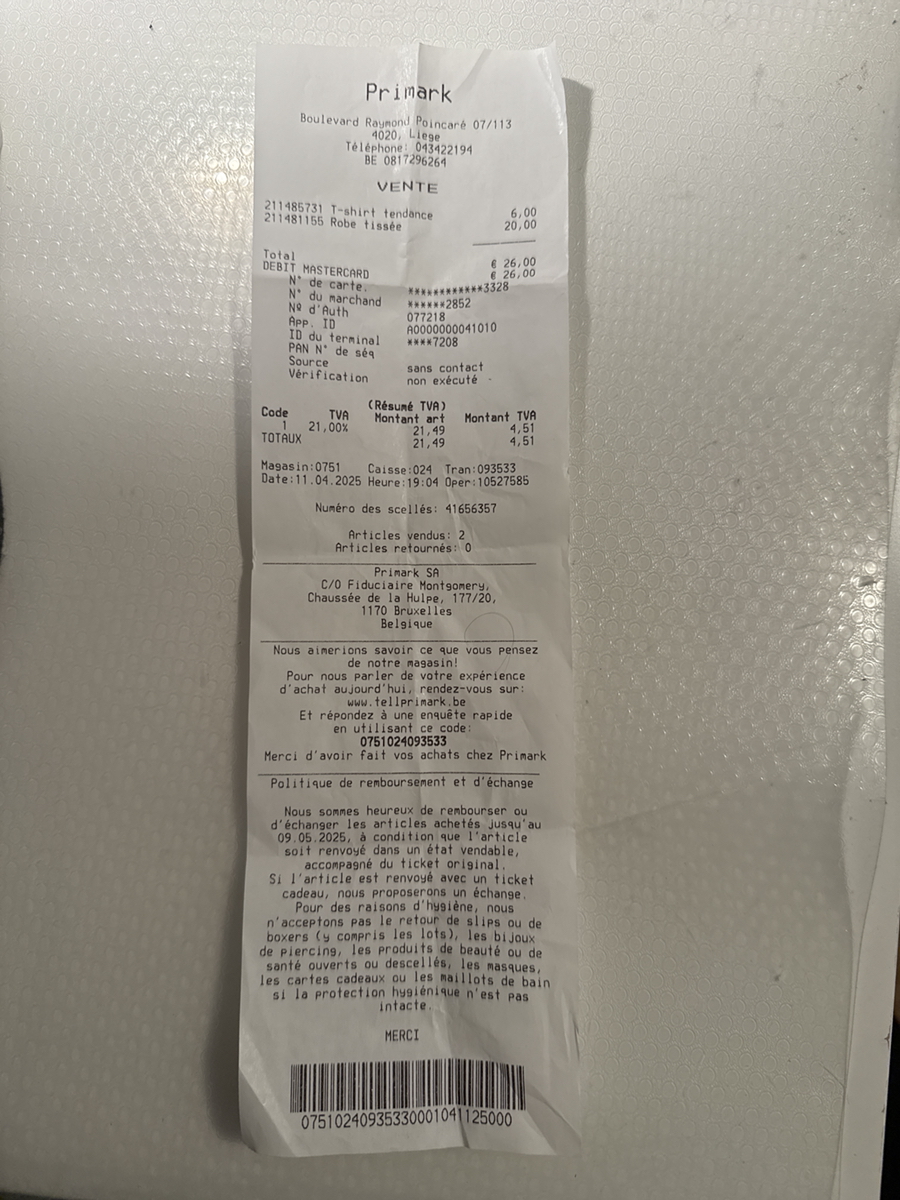 Primark
Boulevard Raymond Poincaré 07/113
4020, Liege
Téléphone: 043422194
BE 0817296264
VENTE
211485731 T-shirt tendance 6,00
211481155 Robe tissée 20,00
Total € 26,00
DEBIT MASTERCARD € 26,00
N° de carte. ************3328
N° du marchand ******2852
Nº d'Auth 077218
App. ID A0000000041010
ID du terminal ****7208
PAN N° de séq
Source sans contact
Vérification non exécuté
(Résumé TVA)
Code TVA Montant art Montant TVA
1 21,00% 21,49 4,51
TOTAUX 21,49 4,51
Magasin:0751 Caisse:024 Tran:093533
Date:11.04.2025 Heure:19:04 Oper:10527585
Numéro des scellés: 41656357
Articles vendus: 2
Articles retournés: 0
Primark SA
C/O Fiduciaire Montgomery,
Chaussée de la Hulpe, 177/20,
1170 Bruxelles
Belgique
Nous aimerions savoir ce que vous pensez
de notre magasin!
Pour nous parler de votre expérience
d'achat aujourd'hui, rendez-vous sur:
www.tellprimark.be
Et répondez à une enquête rapide
en utilisant ce code:
0751024093533
Merci d'avoir fait vos achats chez Primark
Politique de remboursement et d'échange
Nous sommes heureux de rembourser ou
d'échanger les articles achetés jusqu'au
09.05.2025, à condition que l'article
soit renvoyé dans un état vendable,
accompagné du ticket original.
Si l'article est renvoyé avec un ticket
cadeau, nous proposerons un échange.
Pour des raisons d'hygiène, nous
n'acceptons pas le retour de slips ou de
boxers (y compris les lots), les bijoux
de piercing, les produits de beauté ou de
santé ouverts ou descellés, les masques,
les cartes cadeaux ou les maillots de bain
si la protection hygiénique n'est pas
intacte.
MERCI
07510240935330001041125000